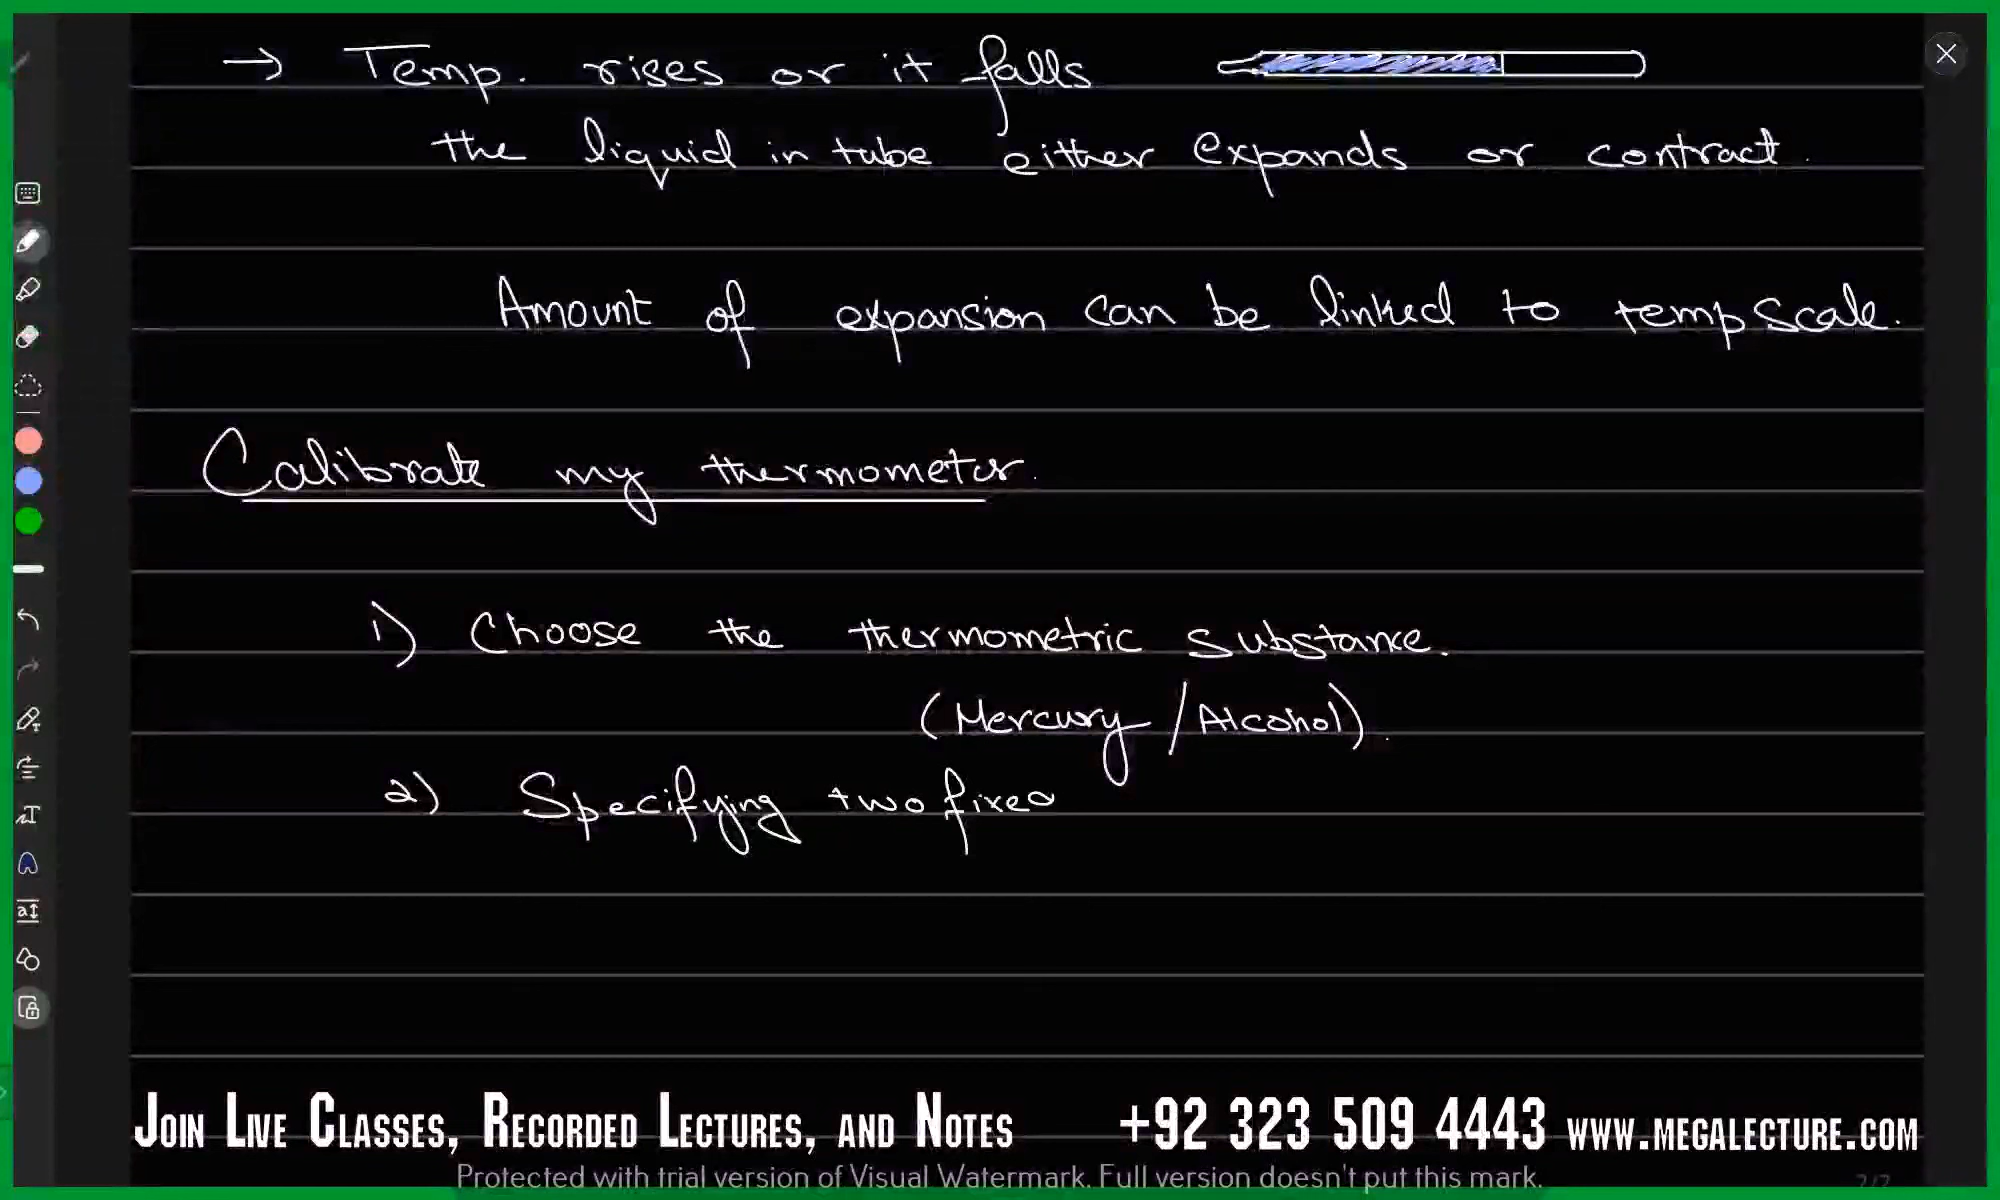 → Temp. rises or it falls
the liquid in tube either expands or contract.
Amount of expansion can be linked to temp scale.
Calibrate my thermometer.
1) Choose the thermometric substance.
(Mercury / Alcohol).
2) Specifying two fixed
JOIN LIVE CLASSES, RECORDED LECTURES, AND NOTES +92 323 509 4443 WWW.MEGALECTURE.COM
Protected with trial version of Visual Watermark. Full version doesn't put this mark.